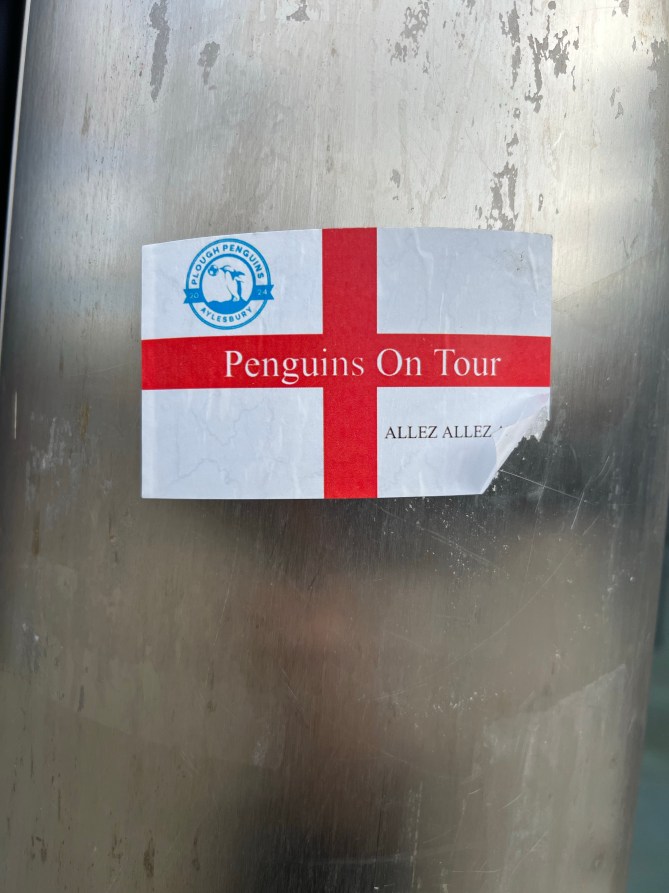 PLOUGH PENGUINS
20 24
AYLESBURY
Penguins On Tour
ALLEZ ALLEZ